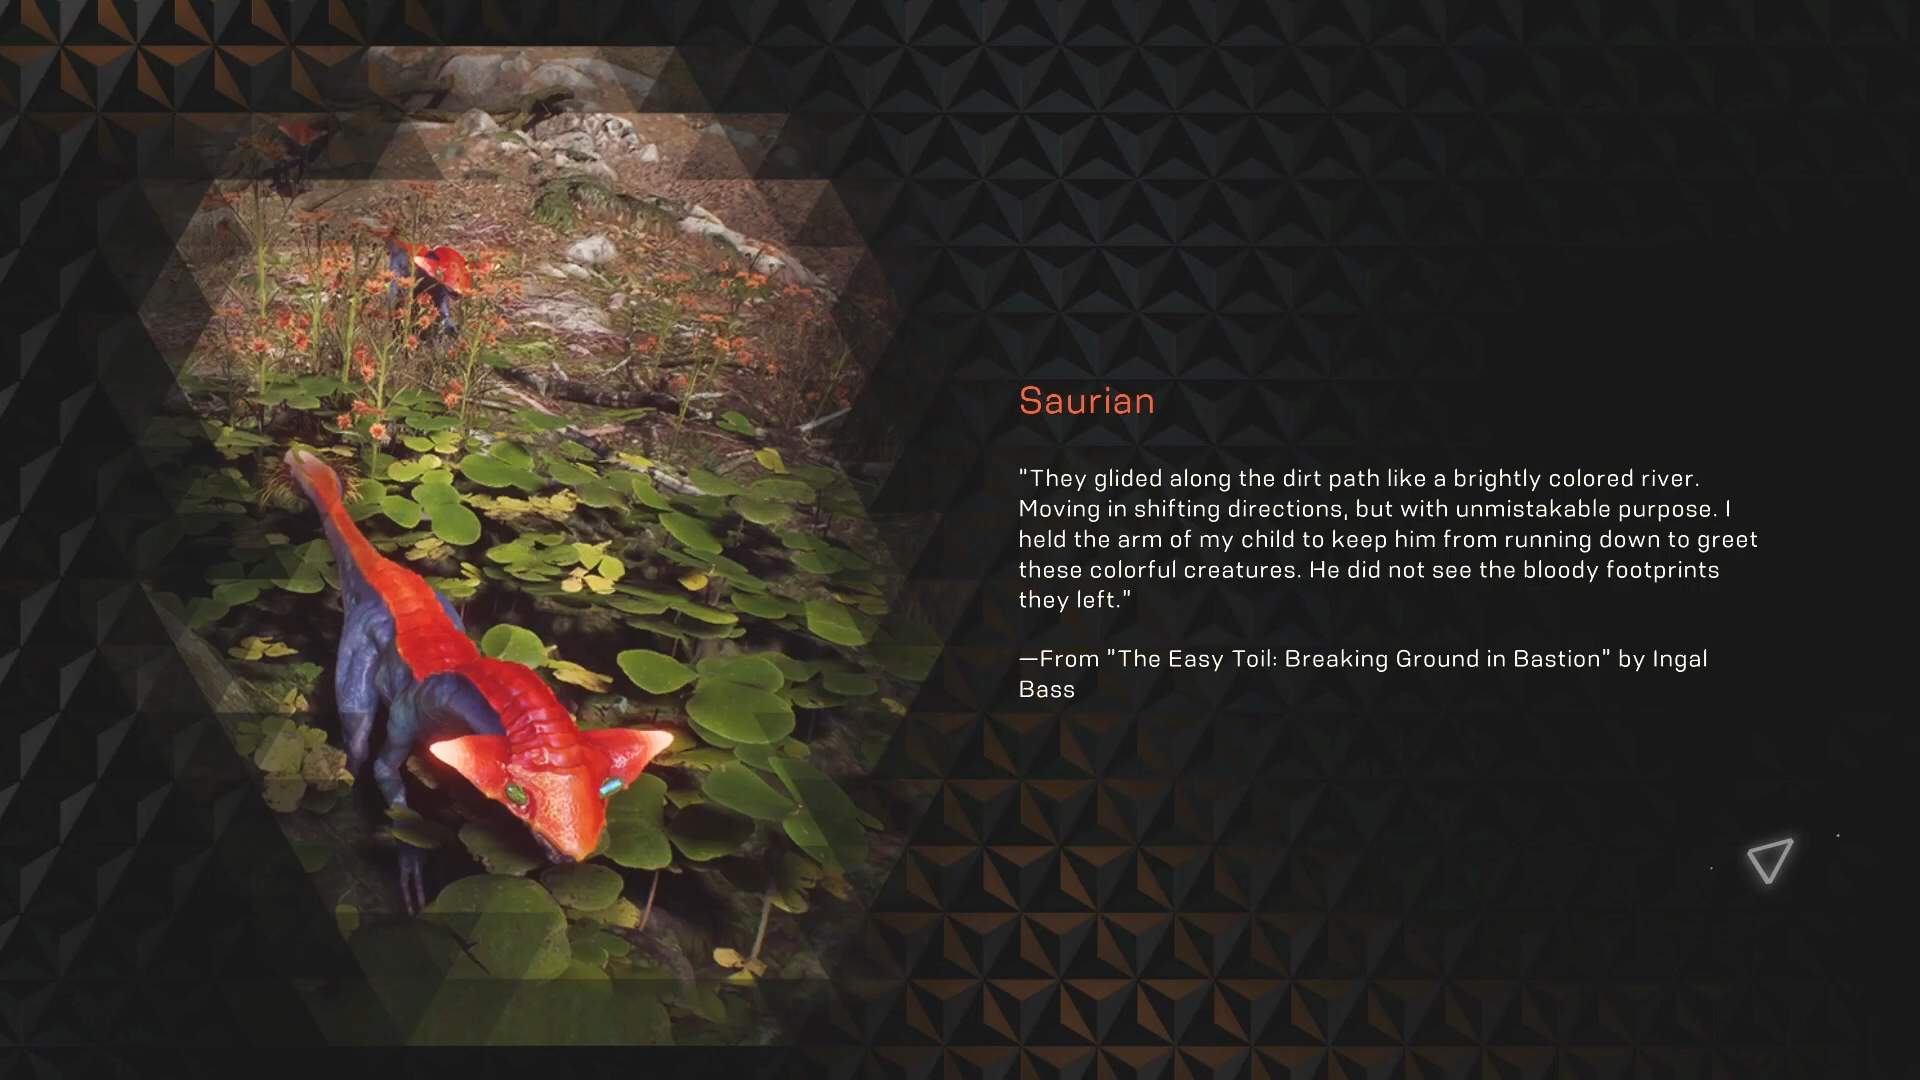 Saurian
"They glided along the dirt path like a brightly colored river.
Moving in shifting directions, but with unmistakable purpose. I
held the arm of my child to keep him from running down to greet
these colorful creatures. He did not see the bloody footprints
they left."
—From "The Easy Toil: Breaking Ground in Bastion" by Ingal
Bass